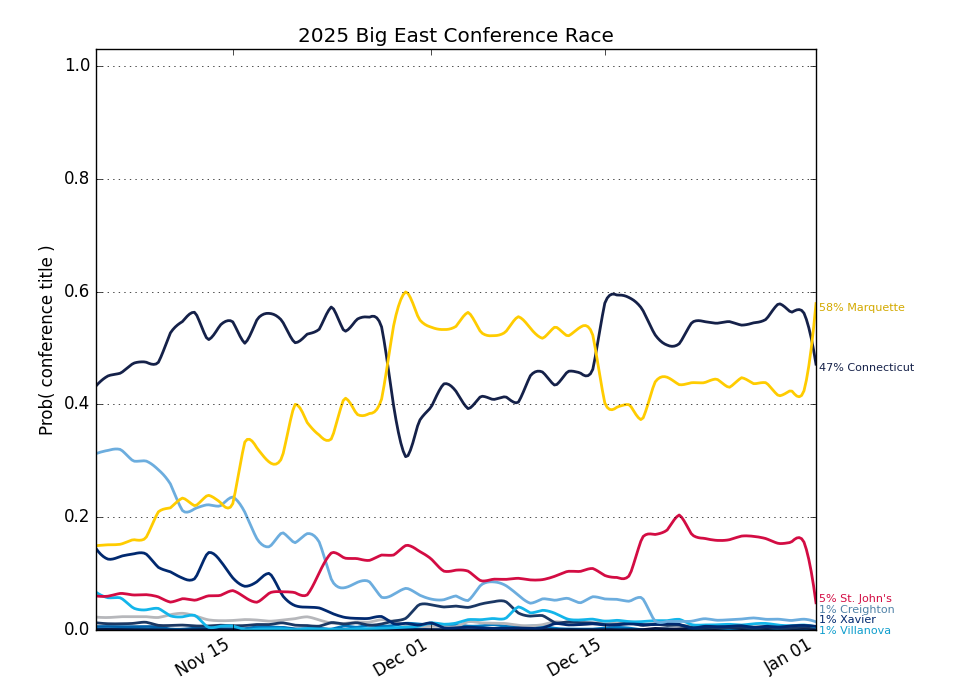 2025 Big East Conference Race
Prob( conference title )
1.0
0.8
0.6
0.4
0.2
0.0
58% Marquette
47% Connecticut
5% St. John's
1% Creighton
1% Xavier
1% Villanova
Nov 15
Dec 01
Dec 15
Jan 01